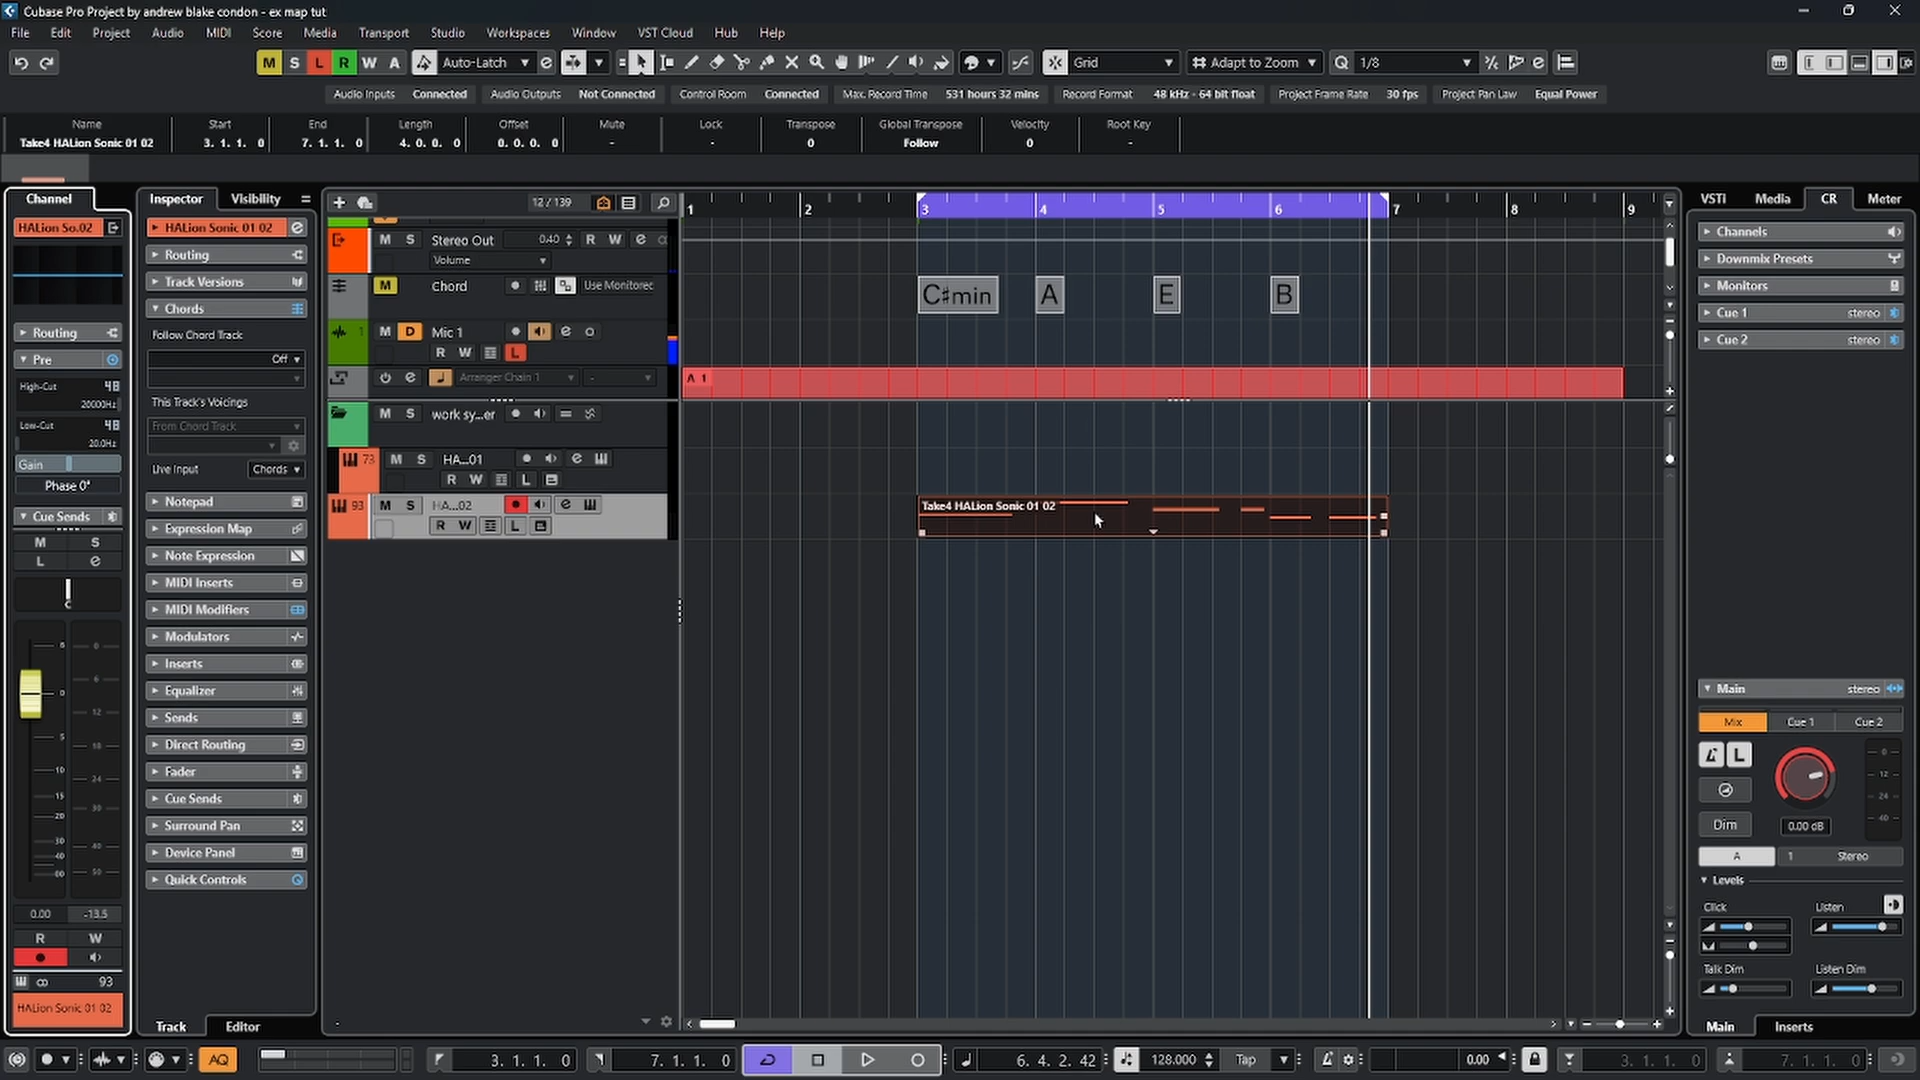 Cubase Pro Project by andrew blake condon - ex map tut
File Edit Project Audio MIDI Score Media Transport Studio Workspaces Window VST Cloud Hub Help
M S L R W A Auto-Latch Grid Adapt to Zoom Q 1/8
Audio Inputs Connected Audio Outputs Not Connected Control Room Connected Max. Record Time 531 hours 32 mins Record Format 48 kHz - 64 bit float Project Frame Rate 30 fps Project Pan Law Equal Power
Name Start End Length Offset Mute Lock Transpose Global Transpose Velocity Root Key
Take4 HALion Sonic 01 02 3. 1. 1. 0 7. 1. 1. 0 4. 0. 0. 0 0. 0. 0. 0 - - 0 Follow 0 -
Channel
HALion So.02
Routing
Pre
High-Cut 48
20000Hz
Low-Cut 48
20.0Hz
Gain
Phase 0°
Cue Sends
M S
L e
C
0.00 -13.5
R W
93
HALion Sonic 01 02
Inspector Visibility
HALion Sonic 01 02
Routing
Track Versions
Chords
Follow Chord Track
Off
This Track's Voicings
From Chord Track
Live Input Chords
Notepad
Expression Map
Note Expression
MIDI Inserts
MIDI Modifiers
Modulators
Inserts
Equalizer
Sends
Direct Routing
Fader
Cue Sends
Surround Pan
Device Panel
Quick Controls
Track Editor
12 / 139
M S Stereo Out 0.40 R W
Volume
M Chord Use Monitored
1 M D Mic 1
R W L
Arranger Chain 1 -
M S work sy...er
73 M S HA...01
R W L
93 M S HA...02
R W L
1 2 3 4 5 6 7 8 9
C♯min A E B
A 1
Take4 HALion Sonic 01 02
VSTi Media CR Meter
Channels
Downmix Presets
Monitors
Cue 1 stereo
Cue 2 stereo
Main stereo
Mix Cue 1 Cue 2
L
Dim 0.00 dB
A 1 Stereo
Levels
Click Listen
Talk Dim Listen Dim
Main Inserts
AQ 3. 1. 1. 0 7. 1. 1. 0 6. 4. 2. 42 128.000 Tap 0.00 3. 1. 1. 0 7. 1. 1. 0